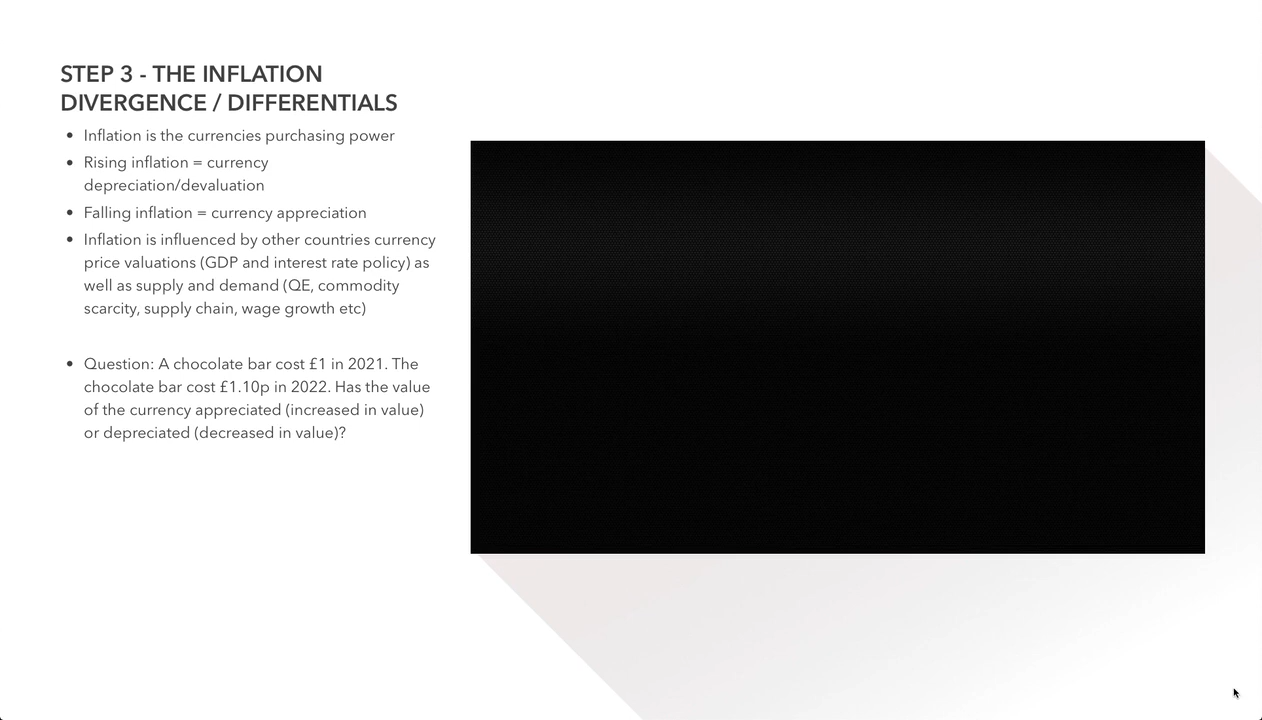 STEP 3 - THE INFLATION
DIVERGENCE / DIFFERENTIALS
• Inflation is the currencies purchasing power
• Rising inflation = currency
depreciation/devaluation
• Falling inflation = currency appreciation
• Inflation is influenced by other countries currency
price valuations (GDP and interest rate policy) as
well as supply and demand (QE, commodity
scarcity, supply chain, wage growth etc)
• Question: A chocolate bar cost £1 in 2021. The
chocolate bar cost £1.10p in 2022. Has the value
of the currency appreciated (increased in value)
or depreciated (decreased in value)?